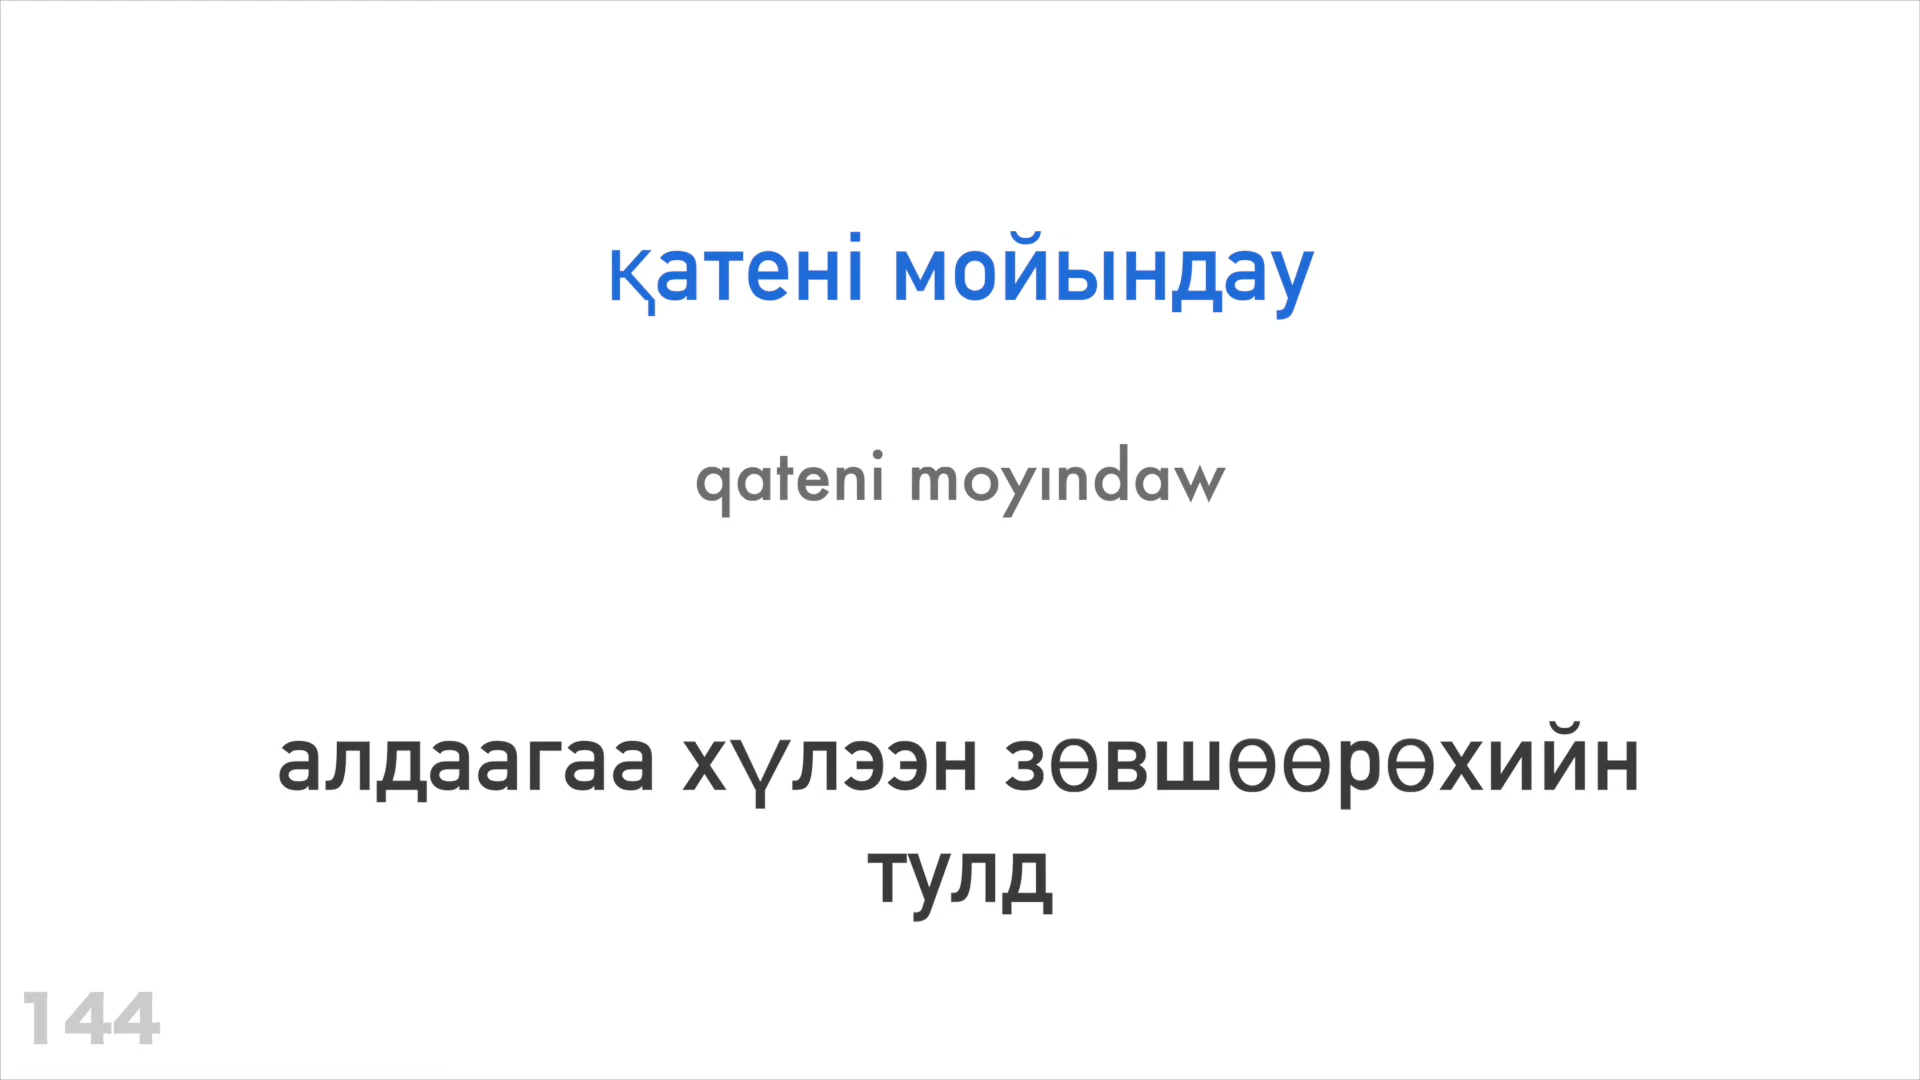 қатені мойындау
qateni moyındaw
алдаагаа хүлээн зөвшөөрөхийн
тулд
144